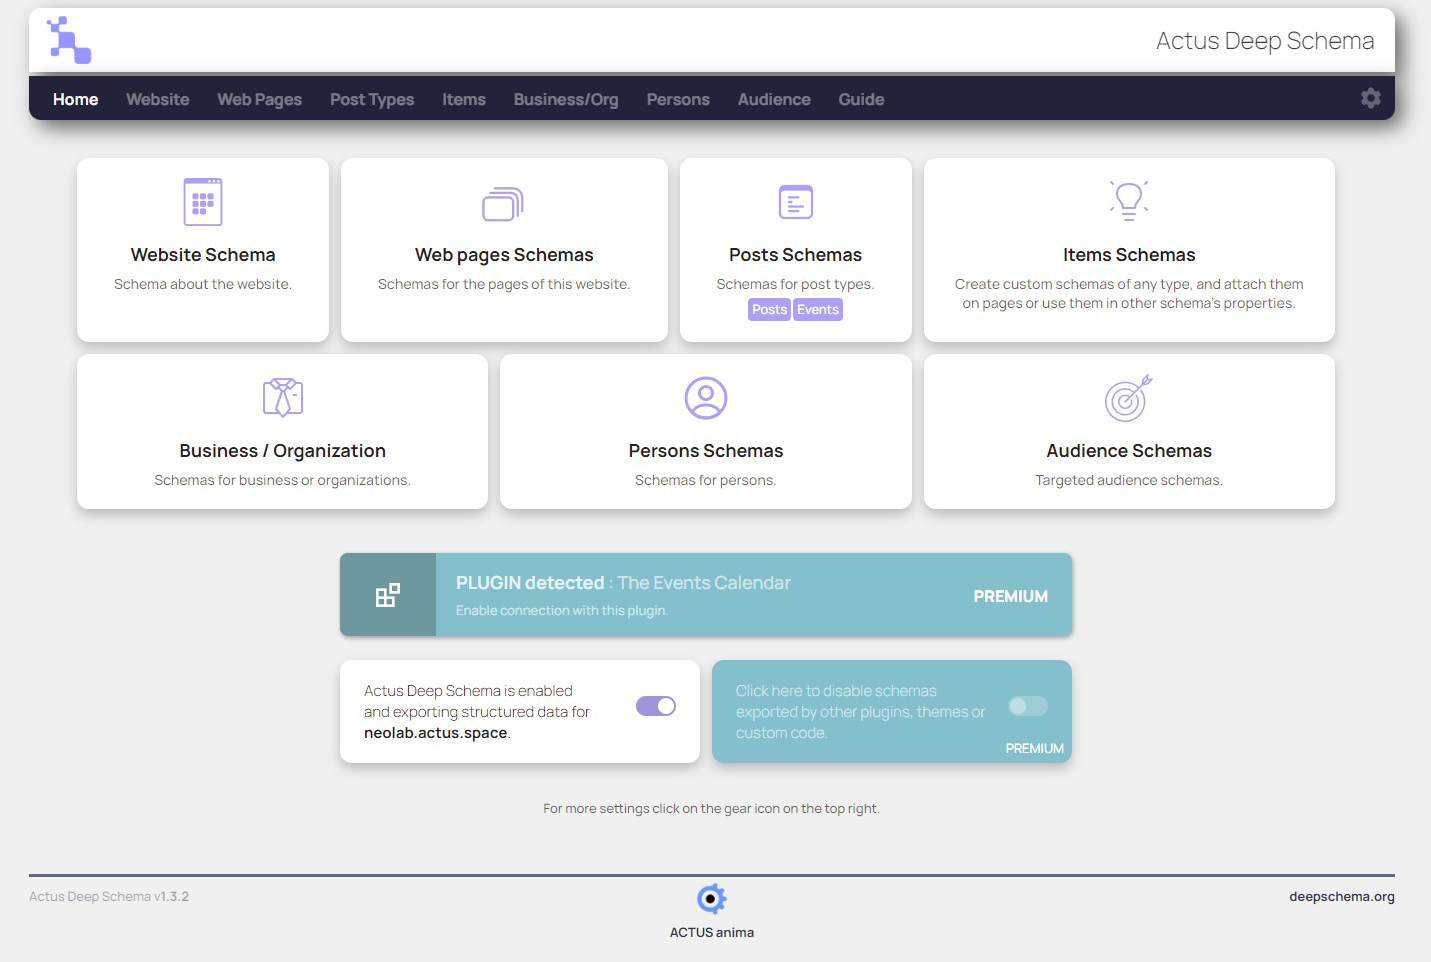 Actus Deep Schema
Home Website Web Pages Post Types Items Business/Org Persons Audience Guide
Website Schema
Schema about the website.
Web pages Schemas
Schemas for the pages of this website.
Posts Schemas
Schemas for post types.
Posts Events
Items Schemas
Create custom schemas of any type, and attach them
on pages or use them in other schema's properties.
Business / Organization
Schemas for business or organizations.
Persons Schemas
Schemas for persons.
Audience Schemas
Targeted audience schemas.
PLUGIN detected : The Events Calendar
Enable connection with this plugin.
PREMIUM
Actus Deep Schema is enabled
and exporting structured data for
neolab.actus.space.
Click here to disable schemas
exported by other plugins, themes or
custom code.
PREMIUM
For more settings click on the gear icon on the top right.
Actus Deep Schema v1.3.2
ACTUS anima
deepschema.org